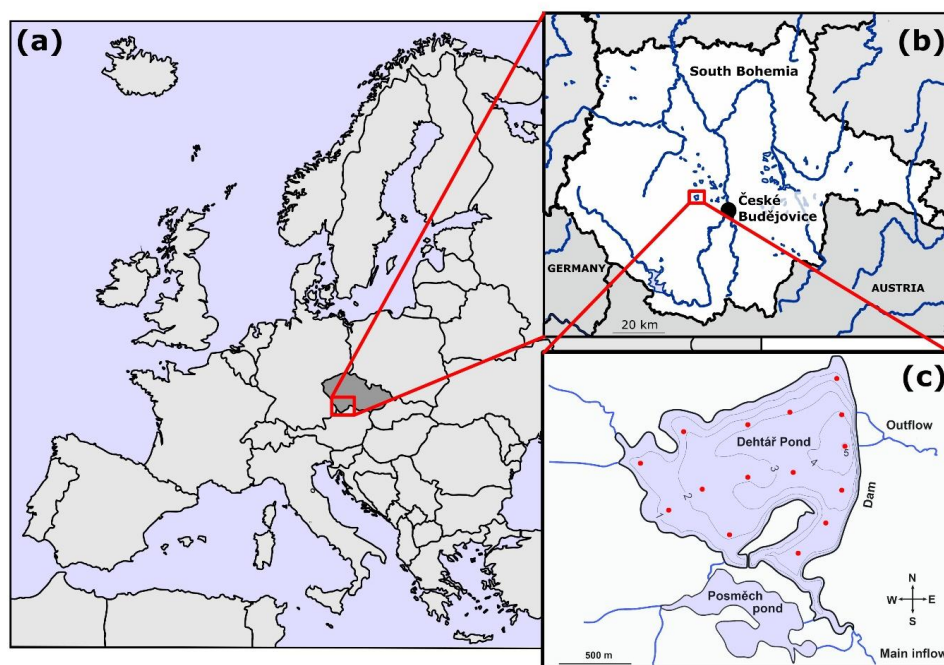 (a)
(b)
South Bohemia
České
Budějovice
GERMANY
AUSTRIA
20 km
(c)
Outflow
Dehtář Pond
3
4
5
2
1
Dam
Posměch
pond
N
W E
S
Main inflow
500 m